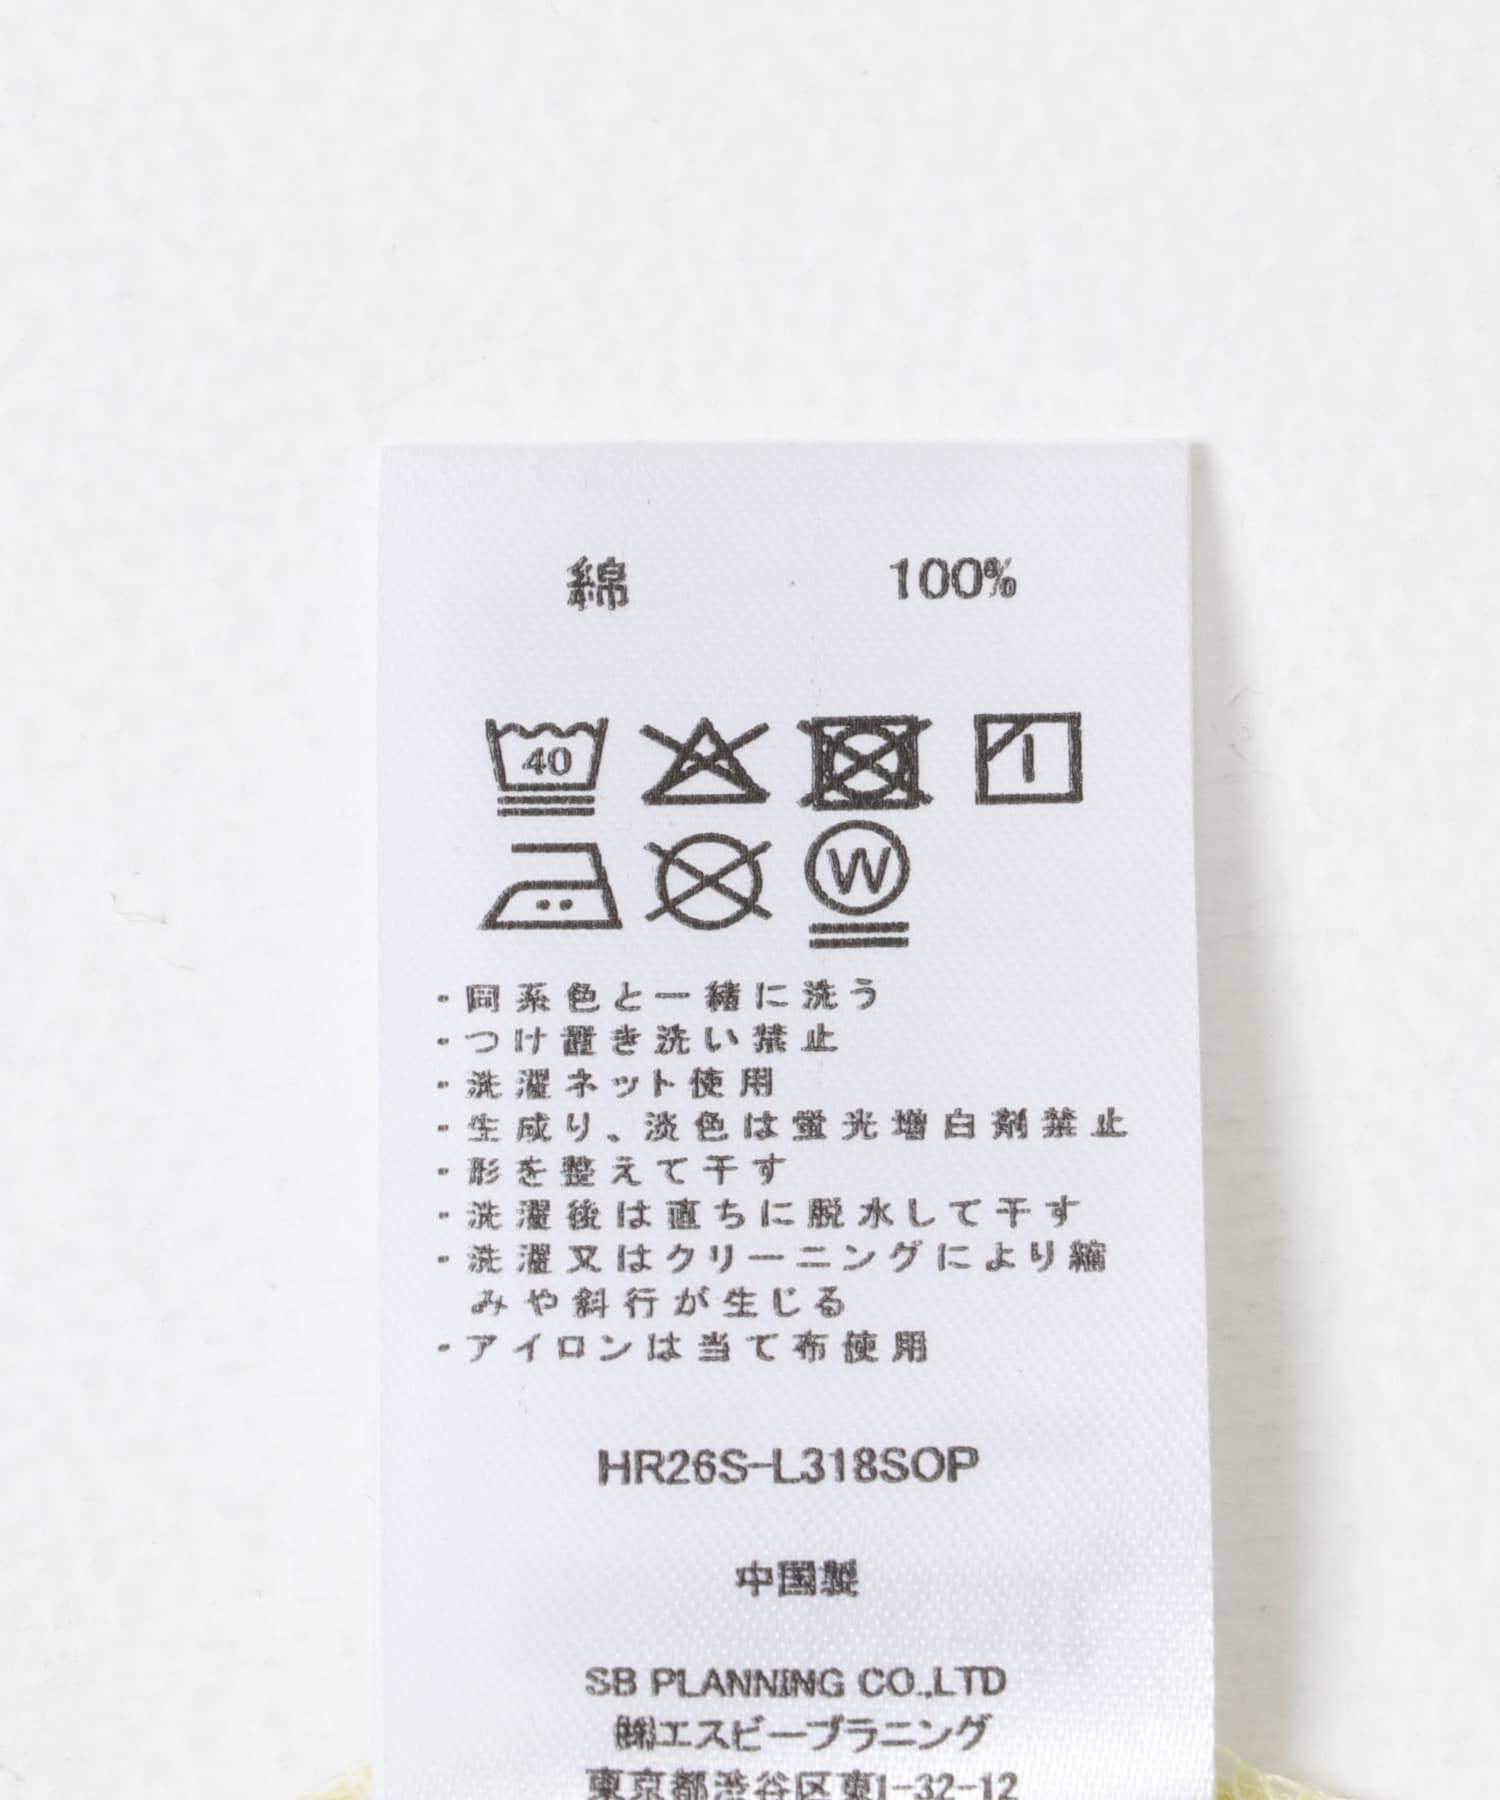 綿 100%
40
W
・同系色と一緒に洗う
・つけ置き洗い禁止
・洗濯ネット使用
・生成り、淡色は蛍光増白剤禁止
・形を整えて干す
・洗濯後は直ちに脱水して干す
・洗濯又はクリーニングにより縮
みや斜行が生じる
・アイロンは当て布使用
HR26S-L318SOP
中国製
SB PLANNING CO.,LTD
㈱エスビープラニング
東京都渋谷区東1-32-12